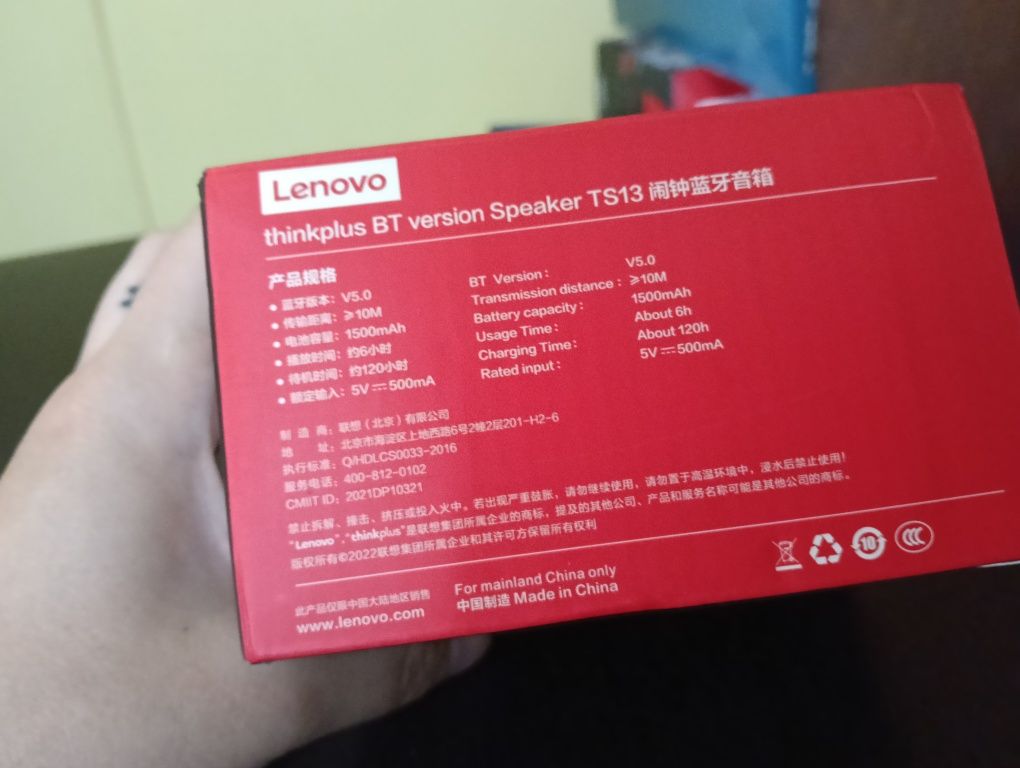 Lenovo
thinkplus BT version Speaker TS13 闹钟蓝牙音箱
产品规格
● 蓝牙版本：V5.0
● 传输距离：≥10M
● 电池容量：1500mAh
● 播放时间：约6小时
● 待机时间：约120小时
● 额定输入：5V⎓500mA
BT Version： V5.0
Transmission distance： ≥10M
Battery capacity： 1500mAh
Usage Time： About 6h
Charging Time： About 120h
Rated input： 5V⎓500mA
制 造 商：联想（北京）有限公司
地 址：北京市海淀区上地西路6号2幢2层201-H2-6
执行标准：Q/HDLCS0033-2016
服务电话：400-812-0102
CMIIT ID：2021DP10321
禁止拆解、撞击、挤压或投入火中。若出现严重鼓胀，请勿继续使用，请勿置于高温环境中，浸水后禁止使用！
"Lenovo"、"thinkplus"是联想集团所属企业的商标，提及的其他公司、产品和服务名称可能是其他公司的商标。
版权所有©2022联想集团所属企业和其许可方保留所有权利
此产品仅限中国大陆地区销售 For mainland China only
www.lenovo.com 中国制造 Made in China
10
CCC